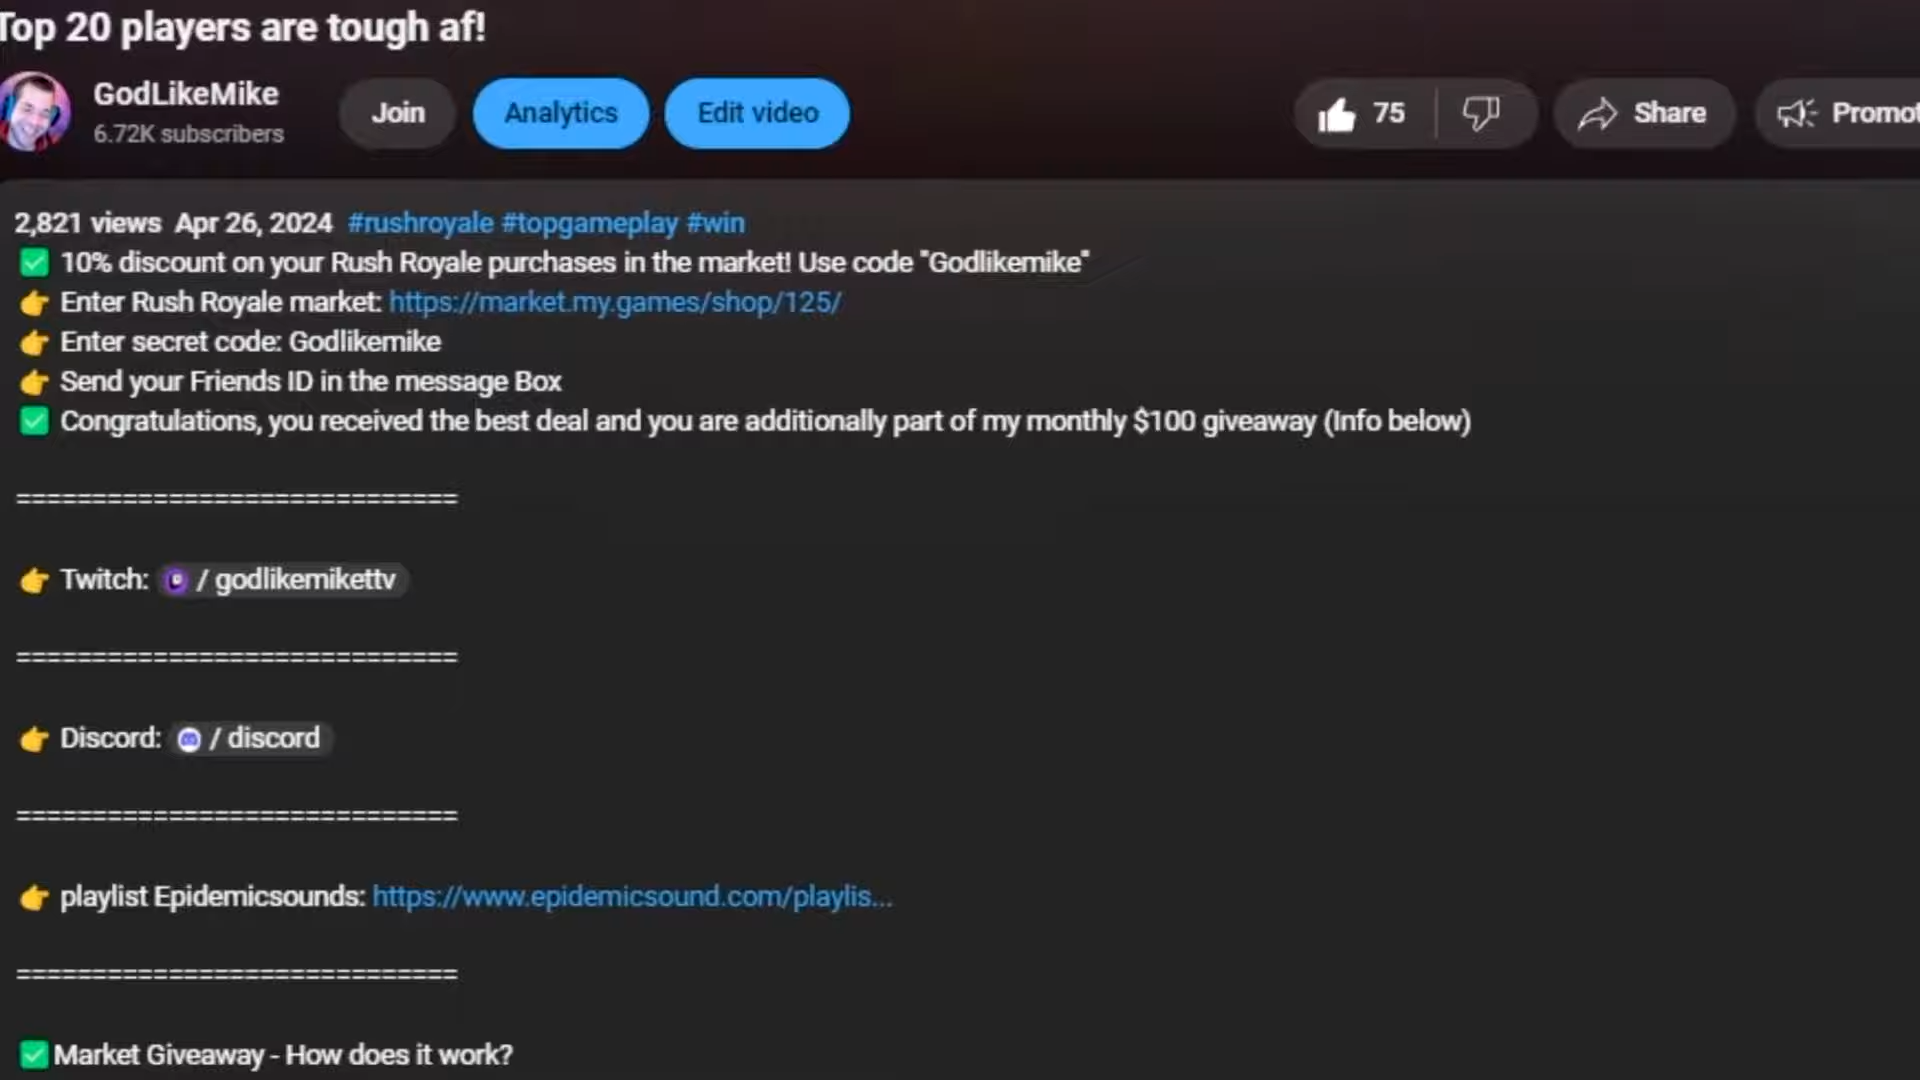 Top 20 players are tough af!
GodLikeMike
6.72K subscribers
Join
Analytics
Edit video
75
Share
Promot
2,821 views Apr 26, 2024 #rushroyale #topgameplay #win
✅ 10% discount on your Rush Royale purchases in the market! Use code "Godlikemike"
👉 Enter Rush Royale market: https://market.my.games/shop/125/
👉 Enter secret code: Godlikemike
👉 Send your Friends ID in the message Box
✅ Congratulations, you received the best deal and you are additionally part of my monthly $100 giveaway (Info below)
=============================
👉 Twitch: / godlikemikettv
=============================
👉 Discord: / discord
=============================
👉 playlist Epidemicsounds: https://www.epidemicsound.com/playlis...
=============================
✅Market Giveaway - How does it work?